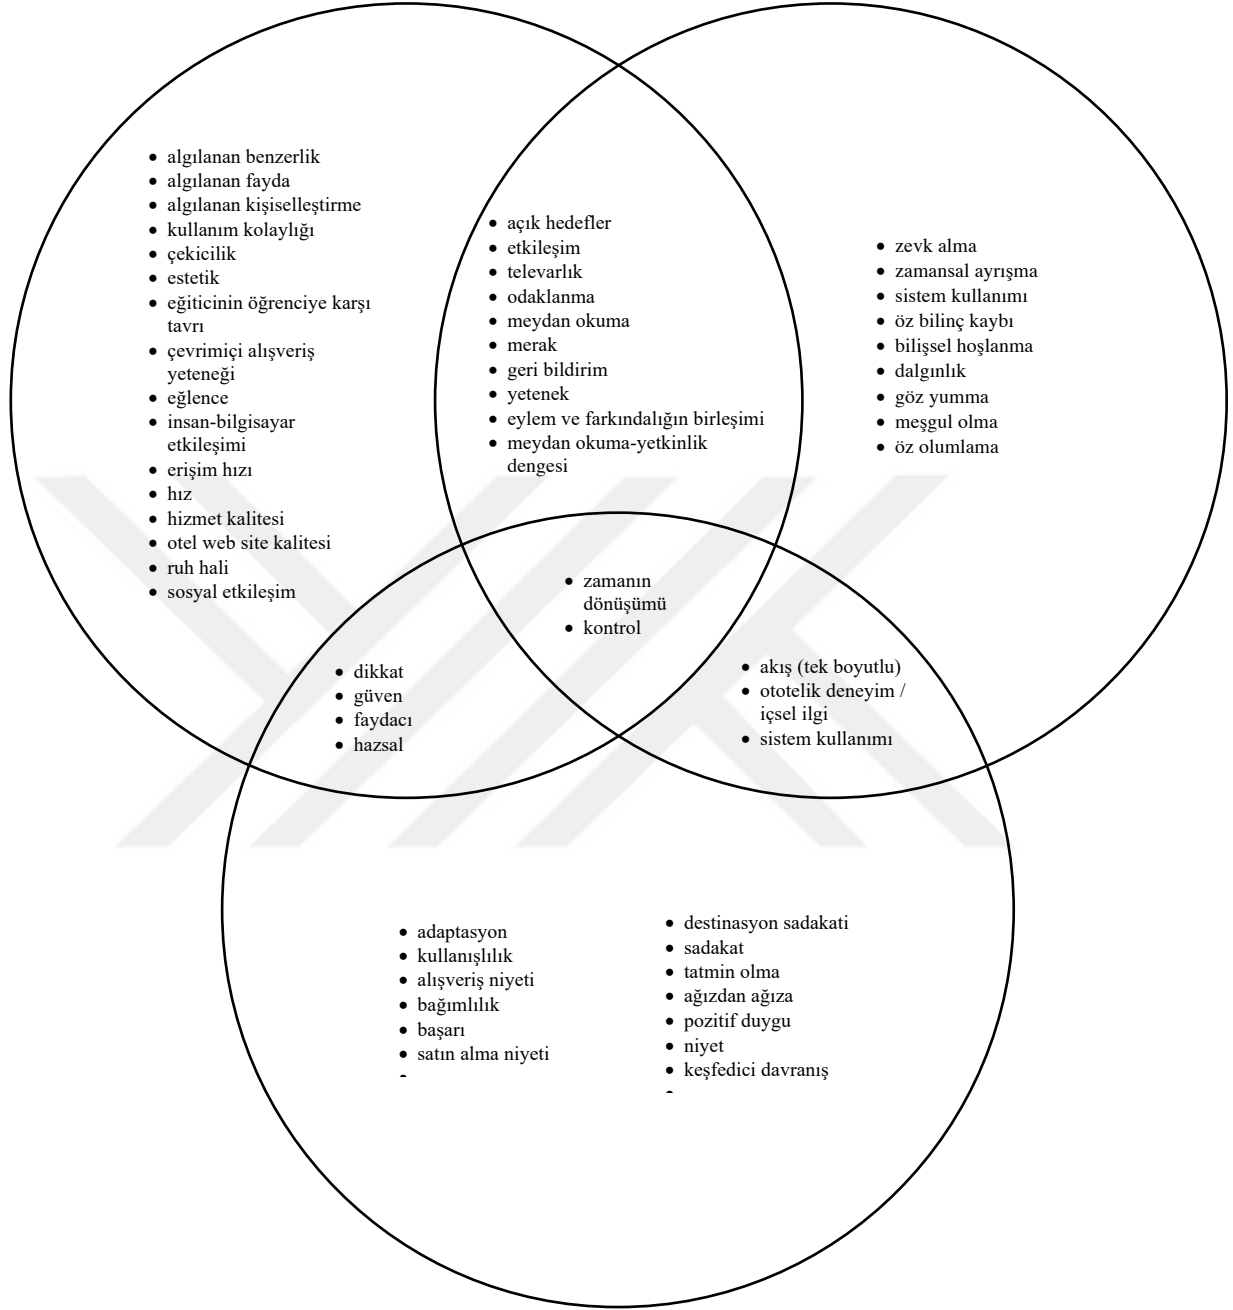 • algılanan benzerlik
• algılanan fayda
• algılanan kişiselleştirme
• kullanım kolaylığı
• çekicilik
• estetik
• eğiticinin öğrenciye karşı
tavrı
• çevrimiçi alışveriş
yeteneği
• eğlence
• insan-bilgisayar
etkileşimi
• erişim hızı
• hız
• hizmet kalitesi
• otel web site kalitesi
• ruh hali
• sosyal etkileşim
• açık hedefler
• etkileşim
• televarlık
• odaklanma
• meydan okuma
• merak
• geri bildirim
• yetenek
• eylem ve farkındalığın birleşimi
• meydan okuma-yetkinlik
dengesi
• zevk alma
• zamansal ayrışma
• sistem kullanımı
• öz bilinç kaybı
• bilişsel hoşlanma
• dalgınlık
• göz yumma
• meşgul olma
• öz olumlama
• zamanın
dönüşümü
• kontrol
• dikkat
• güven
• faydacı
• hazsal
• akış (tek boyutlu)
• ototelik deneyim /
içsel ilgi
• sistem kullanımı
• adaptasyon
• kullanışlılık
• alışveriş niyeti
• bağımlılık
• başarı
• satın alma niyeti
• destinasyon sadakati
• sadakat
• tatmin olma
• ağızdan ağıza
• pozitif duygu
• niyet
• keşfedici davranış